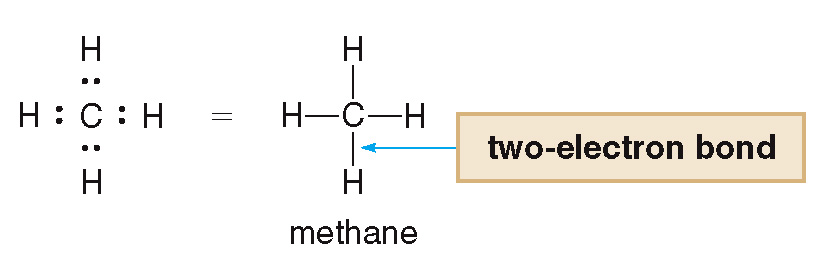 H H
H : C : H = H—C—H
H H
two-electron bond
methane